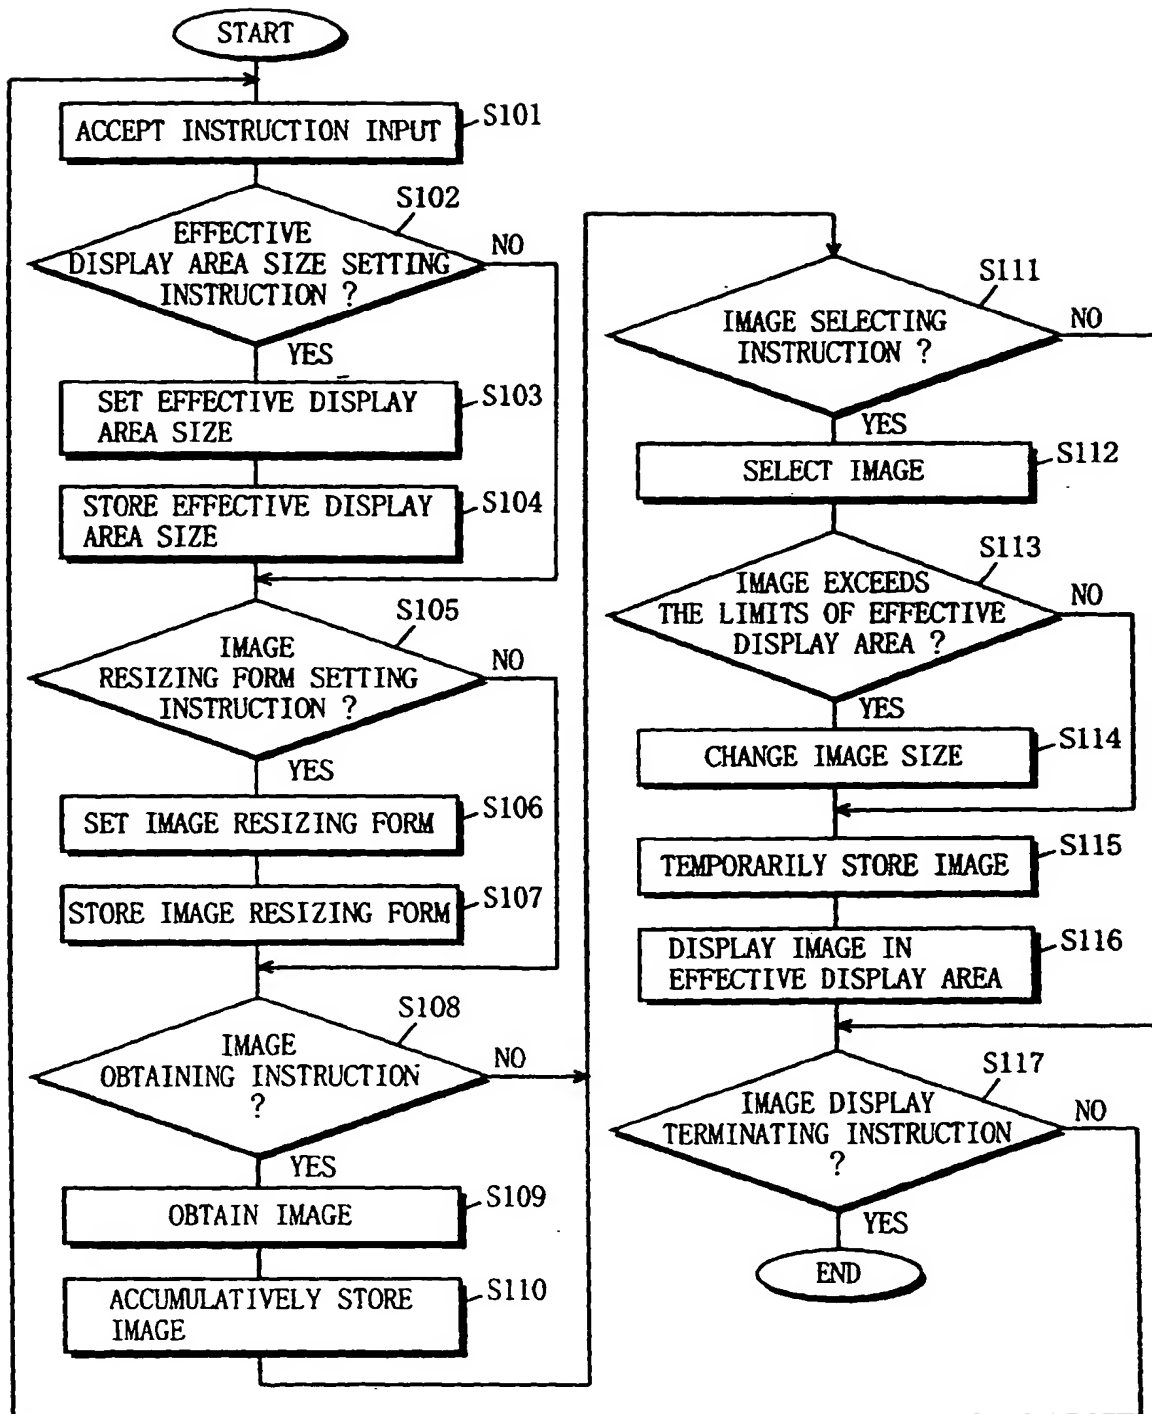 START
ACCEPT INSTRUCTION INPUT
S101
S102
EFFECTIVE
DISPLAY AREA SIZE SETTING
INSTRUCTION ?
NO
YES
SET EFFECTIVE DISPLAY
AREA SIZE
S103
STORE EFFECTIVE DISPLAY
AREA SIZE
S104
S105
IMAGE
RESIZING FORM SETTING
INSTRUCTION ?
NO
YES
SET IMAGE RESIZING FORM
S106
STORE IMAGE RESIZING FORM
S107
S108
IMAGE
OBTAINING INSTRUCTION
?
NO
YES
OBTAIN IMAGE
S109
ACCUMULATIVELY STORE
IMAGE
S110
S111
IMAGE SELECTING
INSTRUCTION ?
NO
YES
SELECT IMAGE
S112
S113
IMAGE EXCEEDS
THE LIMITS OF EFFECTIVE
DISPLAY AREA ?
NO
YES
CHANGE IMAGE SIZE
S114
TEMPORARILY STORE IMAGE
S115
DISPLAY IMAGE IN
EFFECTIVE DISPLAY AREA
S116
S117
IMAGE DISPLAY
TERMINATING INSTRUCTION
?
NO
YES
END